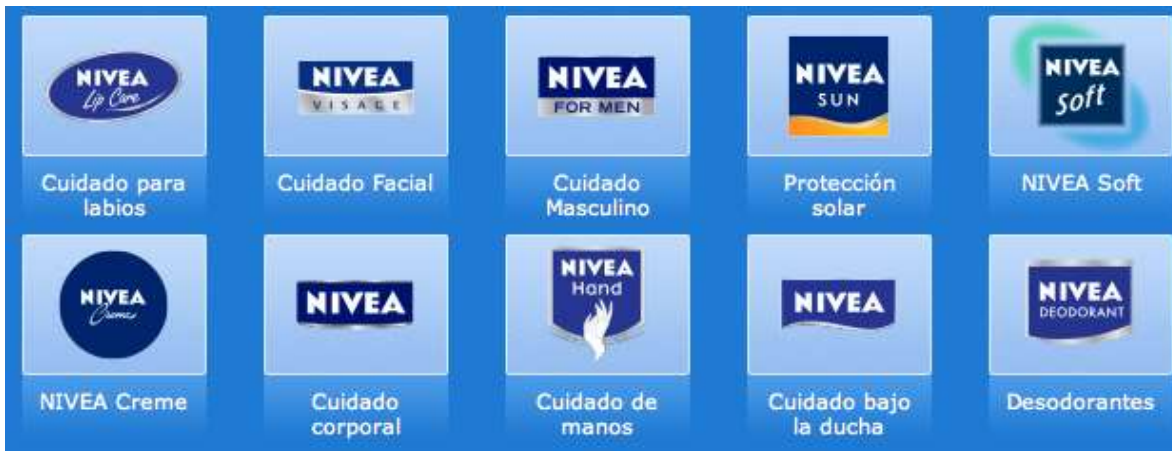 NIVEA
Lip Care
Cuidado para
labios
NIVEA
VISAGE
Cuidado Facial
NIVEA
FOR MEN
Cuidado
Masculino
NIVEA
SUN
Protección
solar
NIVEA
soft
NIVEA Soft
NIVEA
Creme
NIVEA Creme
NIVEA
Cuidado
corporal
NIVEA
Hand
Cuidado de
manos
NIVEA
Cuidado bajo
la ducha
NIVEA
DEODORANT
Desodorantes